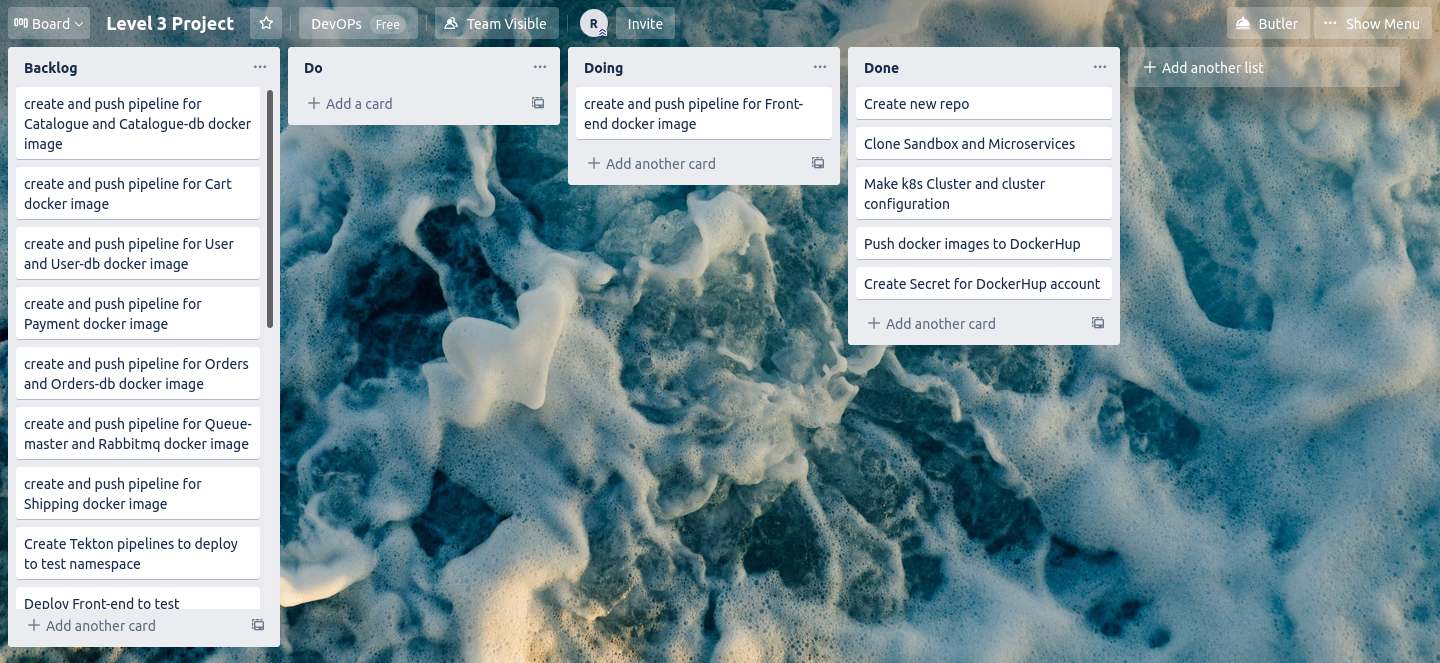 Board Level 3 Project DevOPs Free Team Visible R Invite Butler Show Menu
Backlog
create and push pipeline for
Catalogue and Catalogue-db docker
image
create and push pipeline for Cart
docker image
create and push pipeline for User
and User-db docker image
create and push pipeline for
Payment docker image
create and push pipeline for Orders
and Orders-db docker image
create and push pipeline for Queue-
master and Rabbitmq docker image
create and push pipeline for
Shipping docker image
Create Tekton pipelines to deploy
to test namespace
Deploy Front-end to test
Add another card
Do
Add a card
Doing
create and push pipeline for Front-
end docker image
Add another card
Done
Create new repo
Clone Sandbox and Microservices
Make k8s Cluster and cluster
configuration
Push docker images to DockerHup
Create Secret for DockerHup account
Add another card
Add another list